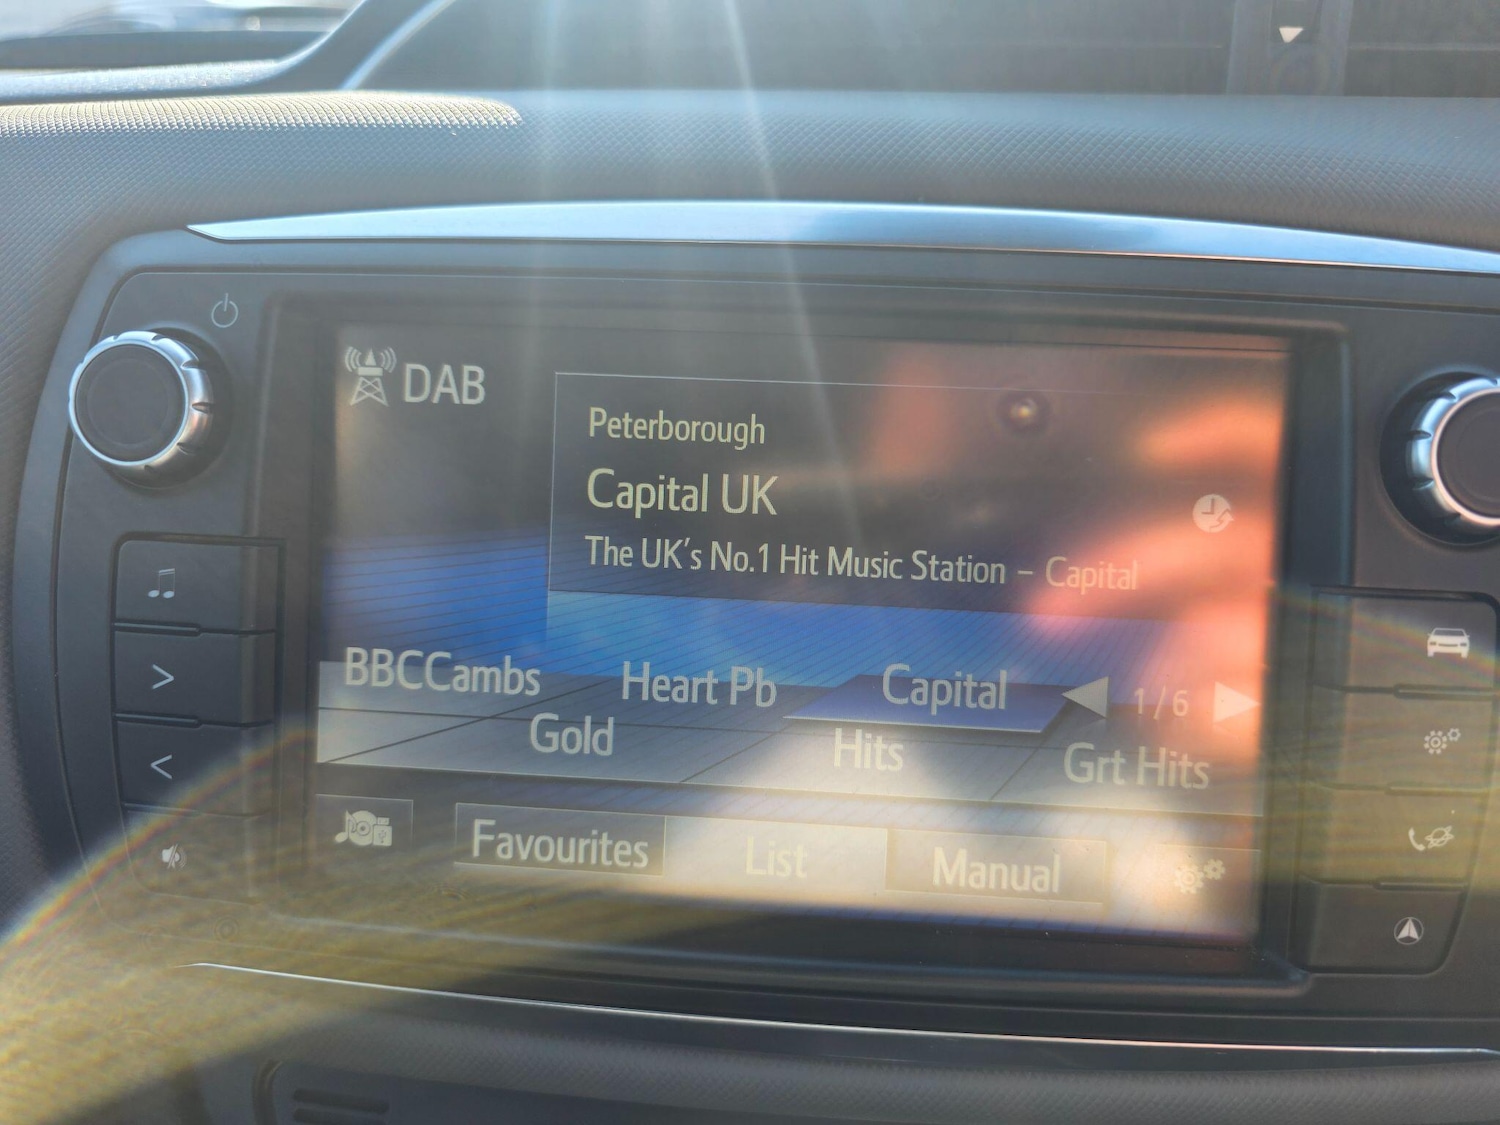 DAB
Peterborough
Capital UK
The UK's No.1 Hit Music Station – Capital
BBCCambs Heart Pb Capital 1/6
Gold Hits Grt Hits
Favourites List Manual